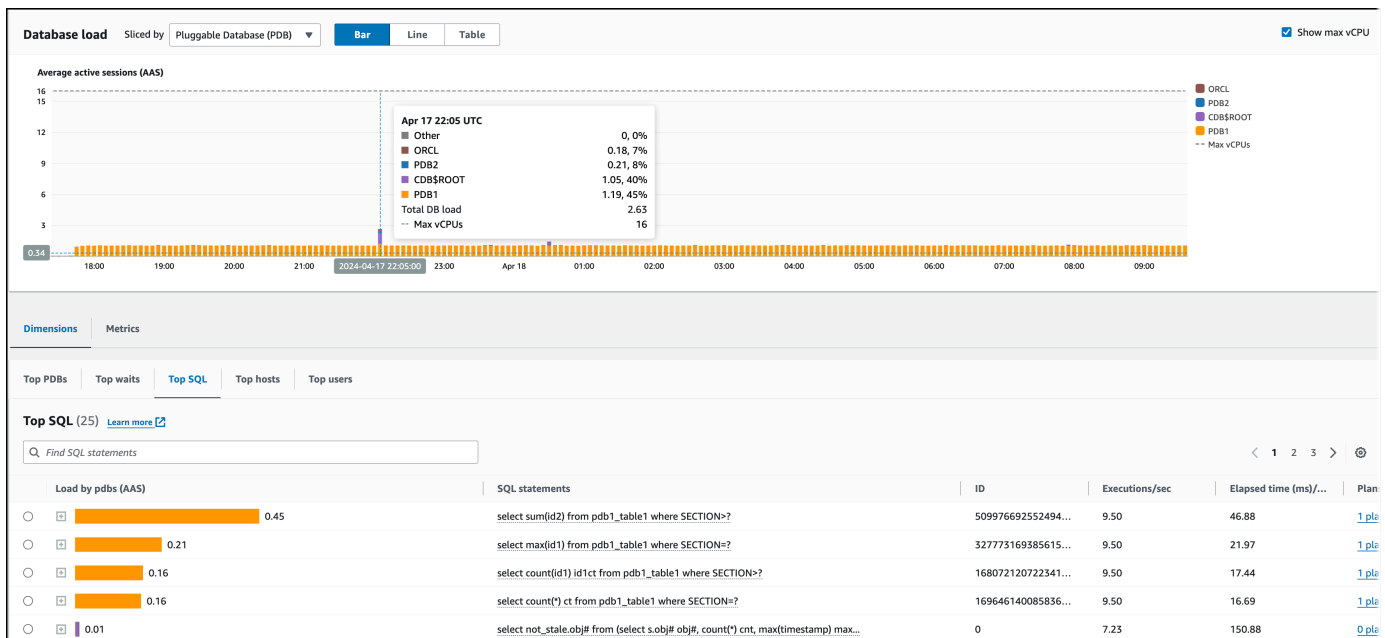 Database load Sliced by Pluggable Database (PDB) Bar Line Table Show max vCPU
Average active sessions (AAS)
16
15
12
9
6
3
0.34
Apr 17 22:05 UTC
Other 0, 0%
ORCL 0.18, 7%
PDB2 0.21, 8%
CDB$ROOT 1.05, 40%
PDB1 1.19, 45%
Total DB load 2.63
Max vCPUs 16
ORCL
PDB2
CDB$ROOT
PDB1
Max vCPUs
18:00 19:00 20:00 21:00 2024-04-17 22:05:00 23:00 Apr 18 01:00 02:00 03:00 04:00 05:00 06:00 07:00 08:00 09:00
Dimensions Metrics
Top PDBs Top waits Top SQL Top hosts Top users
Top SQL (25) Learn more
Find SQL statements 1 2 3
Load by pdbs (AAS) SQL statements ID Executions/sec Elapsed time (ms)/... Plan
0.45 select sum(id2) from pdb1_table1 where SECTION>? 509976692552494... 9.50 46.88 1 pla
0.21 select max(id1) from pdb1_table1 where SECTION=? 327773169385615... 9.50 21.97 1 pla
0.16 select count(id1) id1ct from pdb1_table1 where SECTION>? 168072120722341... 9.50 17.44 1 pla
0.16 select count(*) ct from pdb1_table1 where SECTION=? 169646140085836... 9.50 16.69 1 pla
0.01 select not_stale.obj# from (select s.obj# obj#, count(*) cnt, max(timestamp) max... 0 7.23 150.88 0 pla